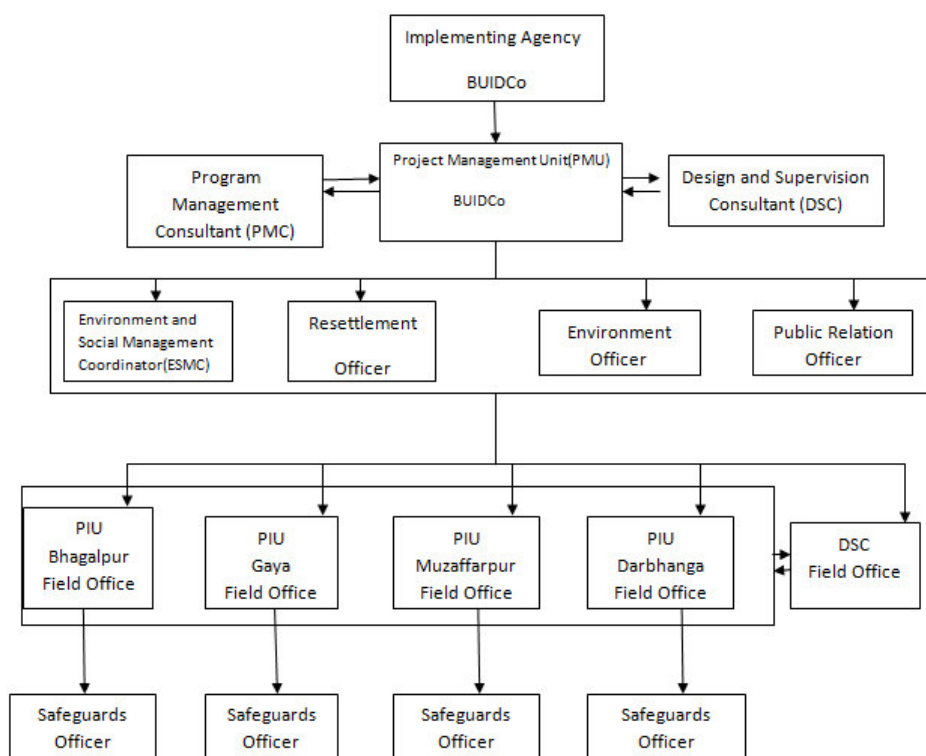 Implementing Agency
BUIDCo
Project Management Unit(PMU)
BUIDCo
Program
Management
Consultant (PMC)
Design and Supervision
Consultant (DSC)
Environment and
Social Management
Coordinator(ESMC)
Resettlement
Officer
Environment
Officer
Public Relation
Officer
PIU
Bhagalpur
Field Office
PIU
Gaya
Field Office
PIU
Muzaffarpur
Field Office
PIU
Darbhanga
Field Office
DSC
Field Office
Safeguards
Officer
Safeguards
Officer
Safeguards
Officer
Safeguards
Officer